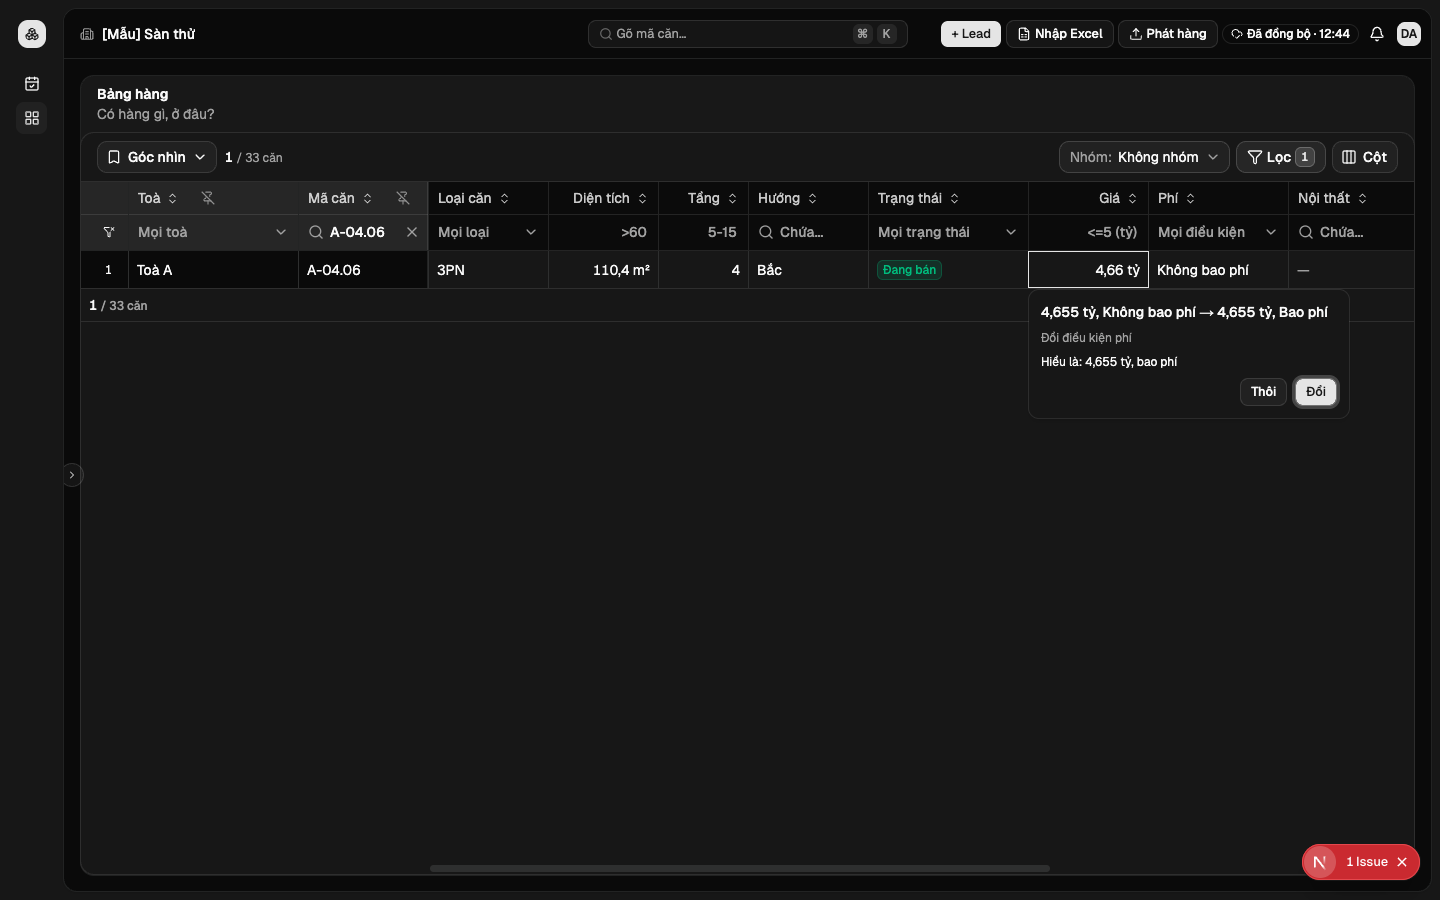 [Mẫu] Sàn thử
Gõ mã căn...
⌘ K
+ Lead
Nhập Excel
Phát hàng
Đã đồng bộ · 12:44
DA
Bảng hàng
Có hàng gì, ở đâu?
Góc nhìn
1 / 33 căn
Nhóm: Không nhóm
Lọc 1
Cột
Toà Mã căn Loại căn Diện tích Tầng Hướng Trạng thái Giá Phí Nội thất
Mọi toà A-04.06 Mọi loại >60 5-15 Chứa... Mọi trạng thái <=5 (tỷ) Mọi điều kiện Chứa...
1 Toà A A-04.06 3PN 110,4 m² 4 Bắc Đang bán 4,66 tỷ Không bao phí —
1 / 33 căn
4,655 tỷ, Không bao phí → 4,655 tỷ, Bao phí
Đổi điều kiện phí
Hiểu là: 4,655 tỷ, bao phí
Thôi
Đổi
N 1 Issue